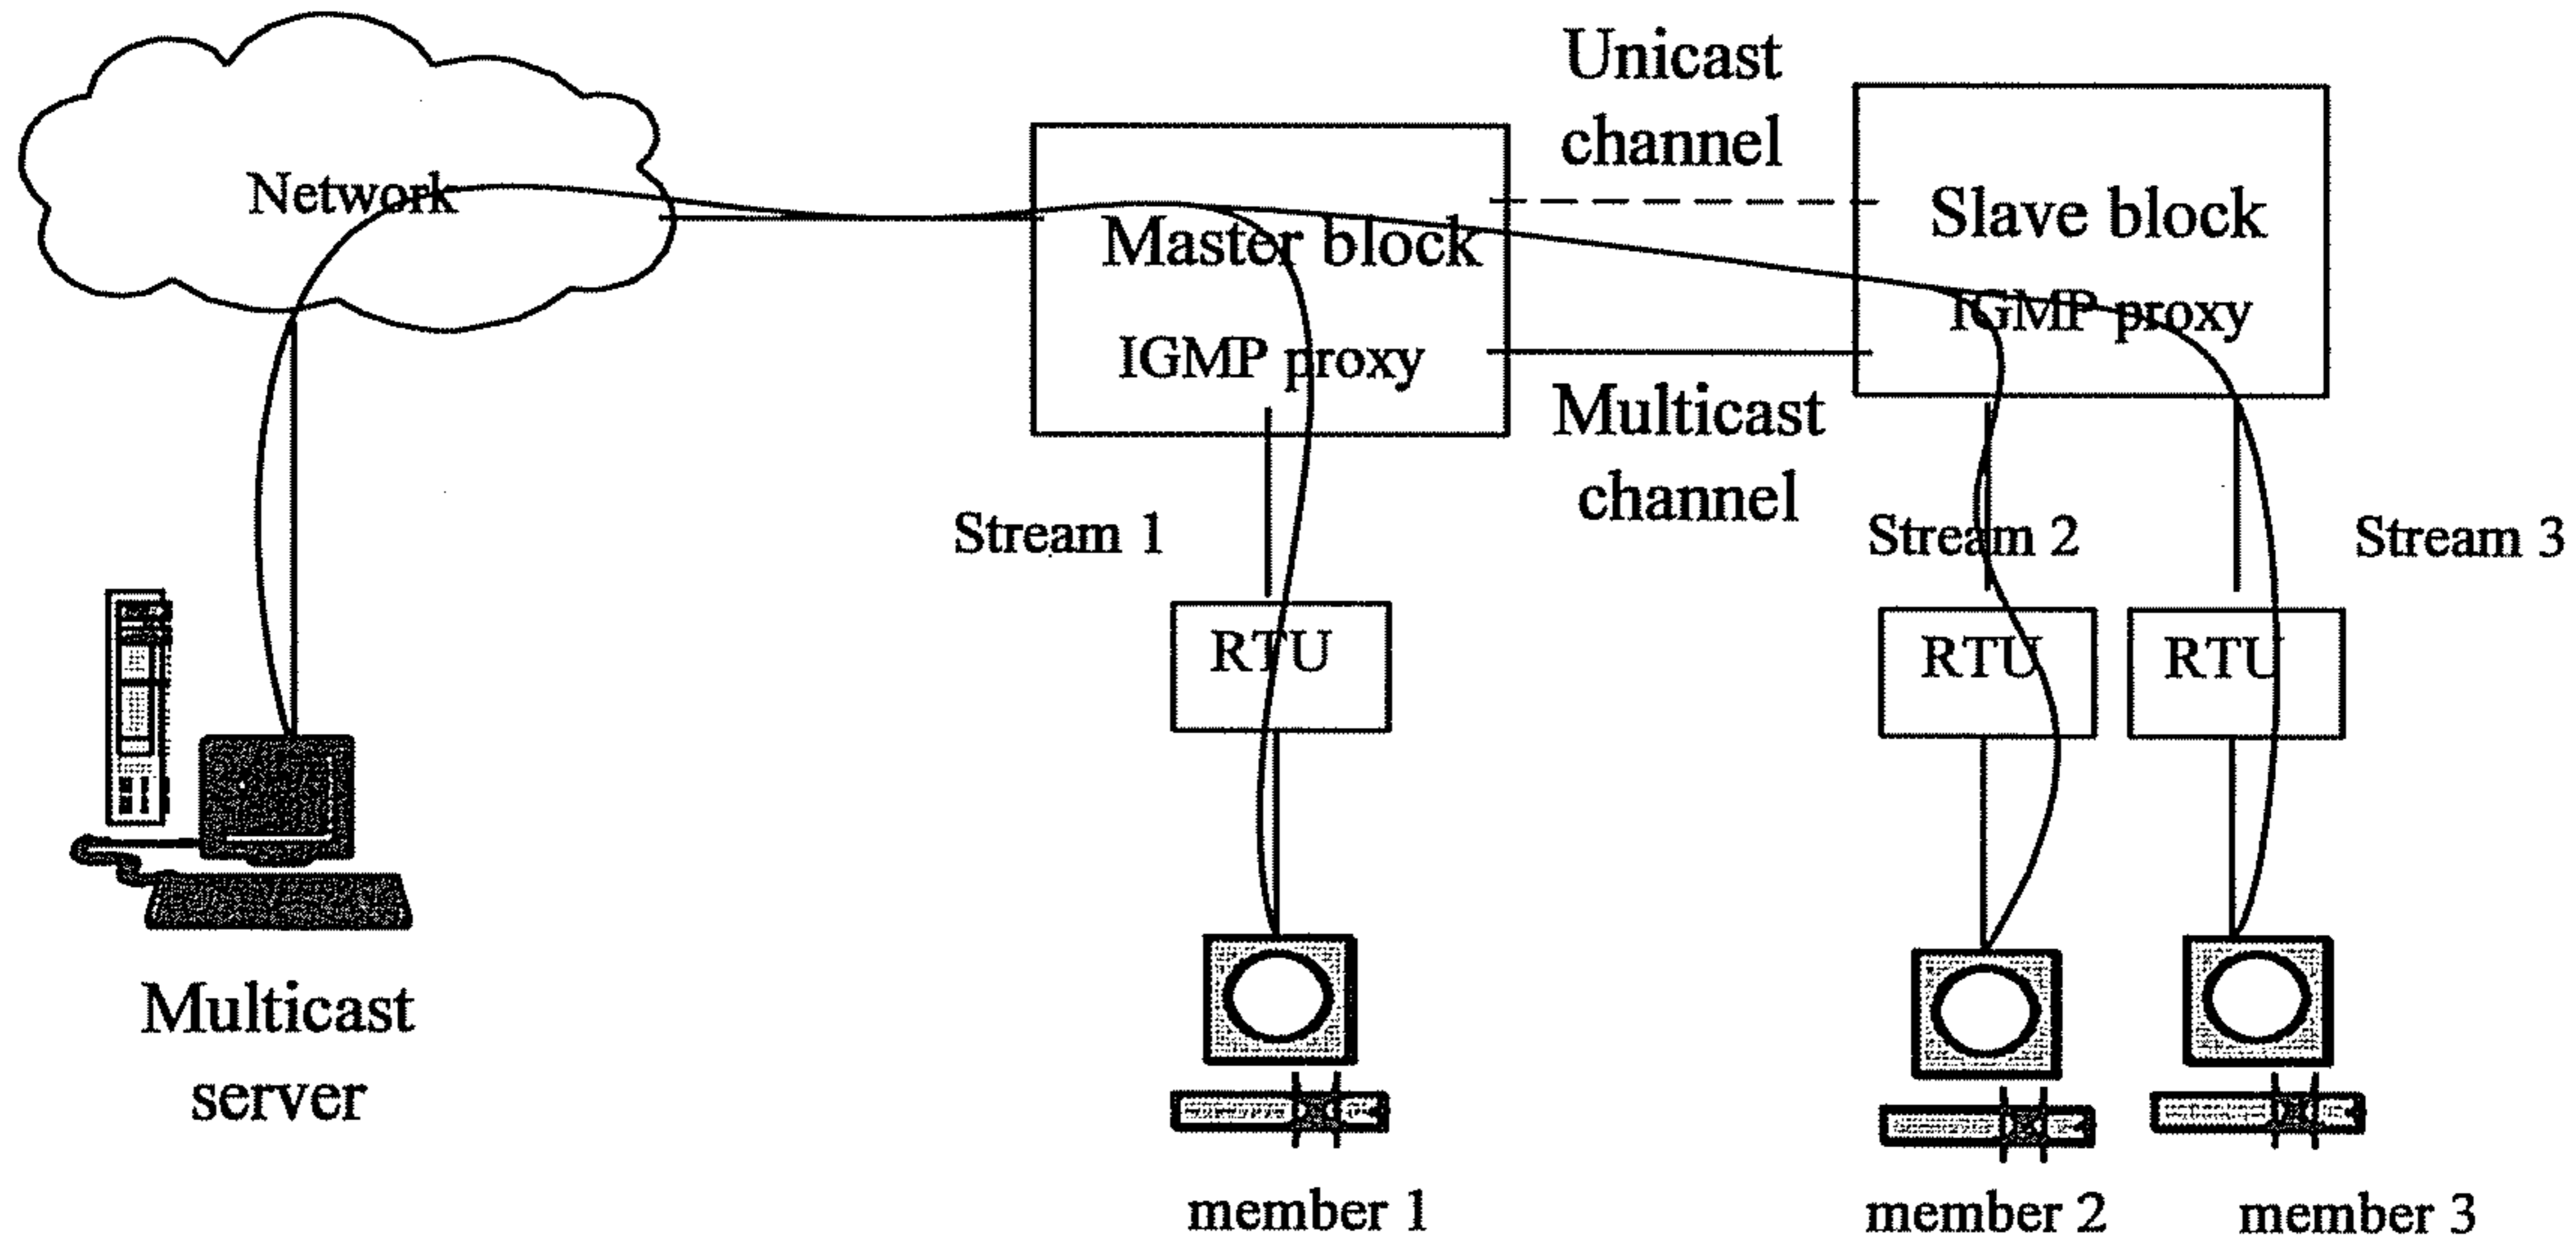 Unicast
channel
Network
Master block
Slave block
IGMP proxy
IGMP proxy
Multicast
channel
Stream 1
Stream 2
Stream 3
RTU
RTU
RTU
Multicast
server
member 1
member 2
member 3